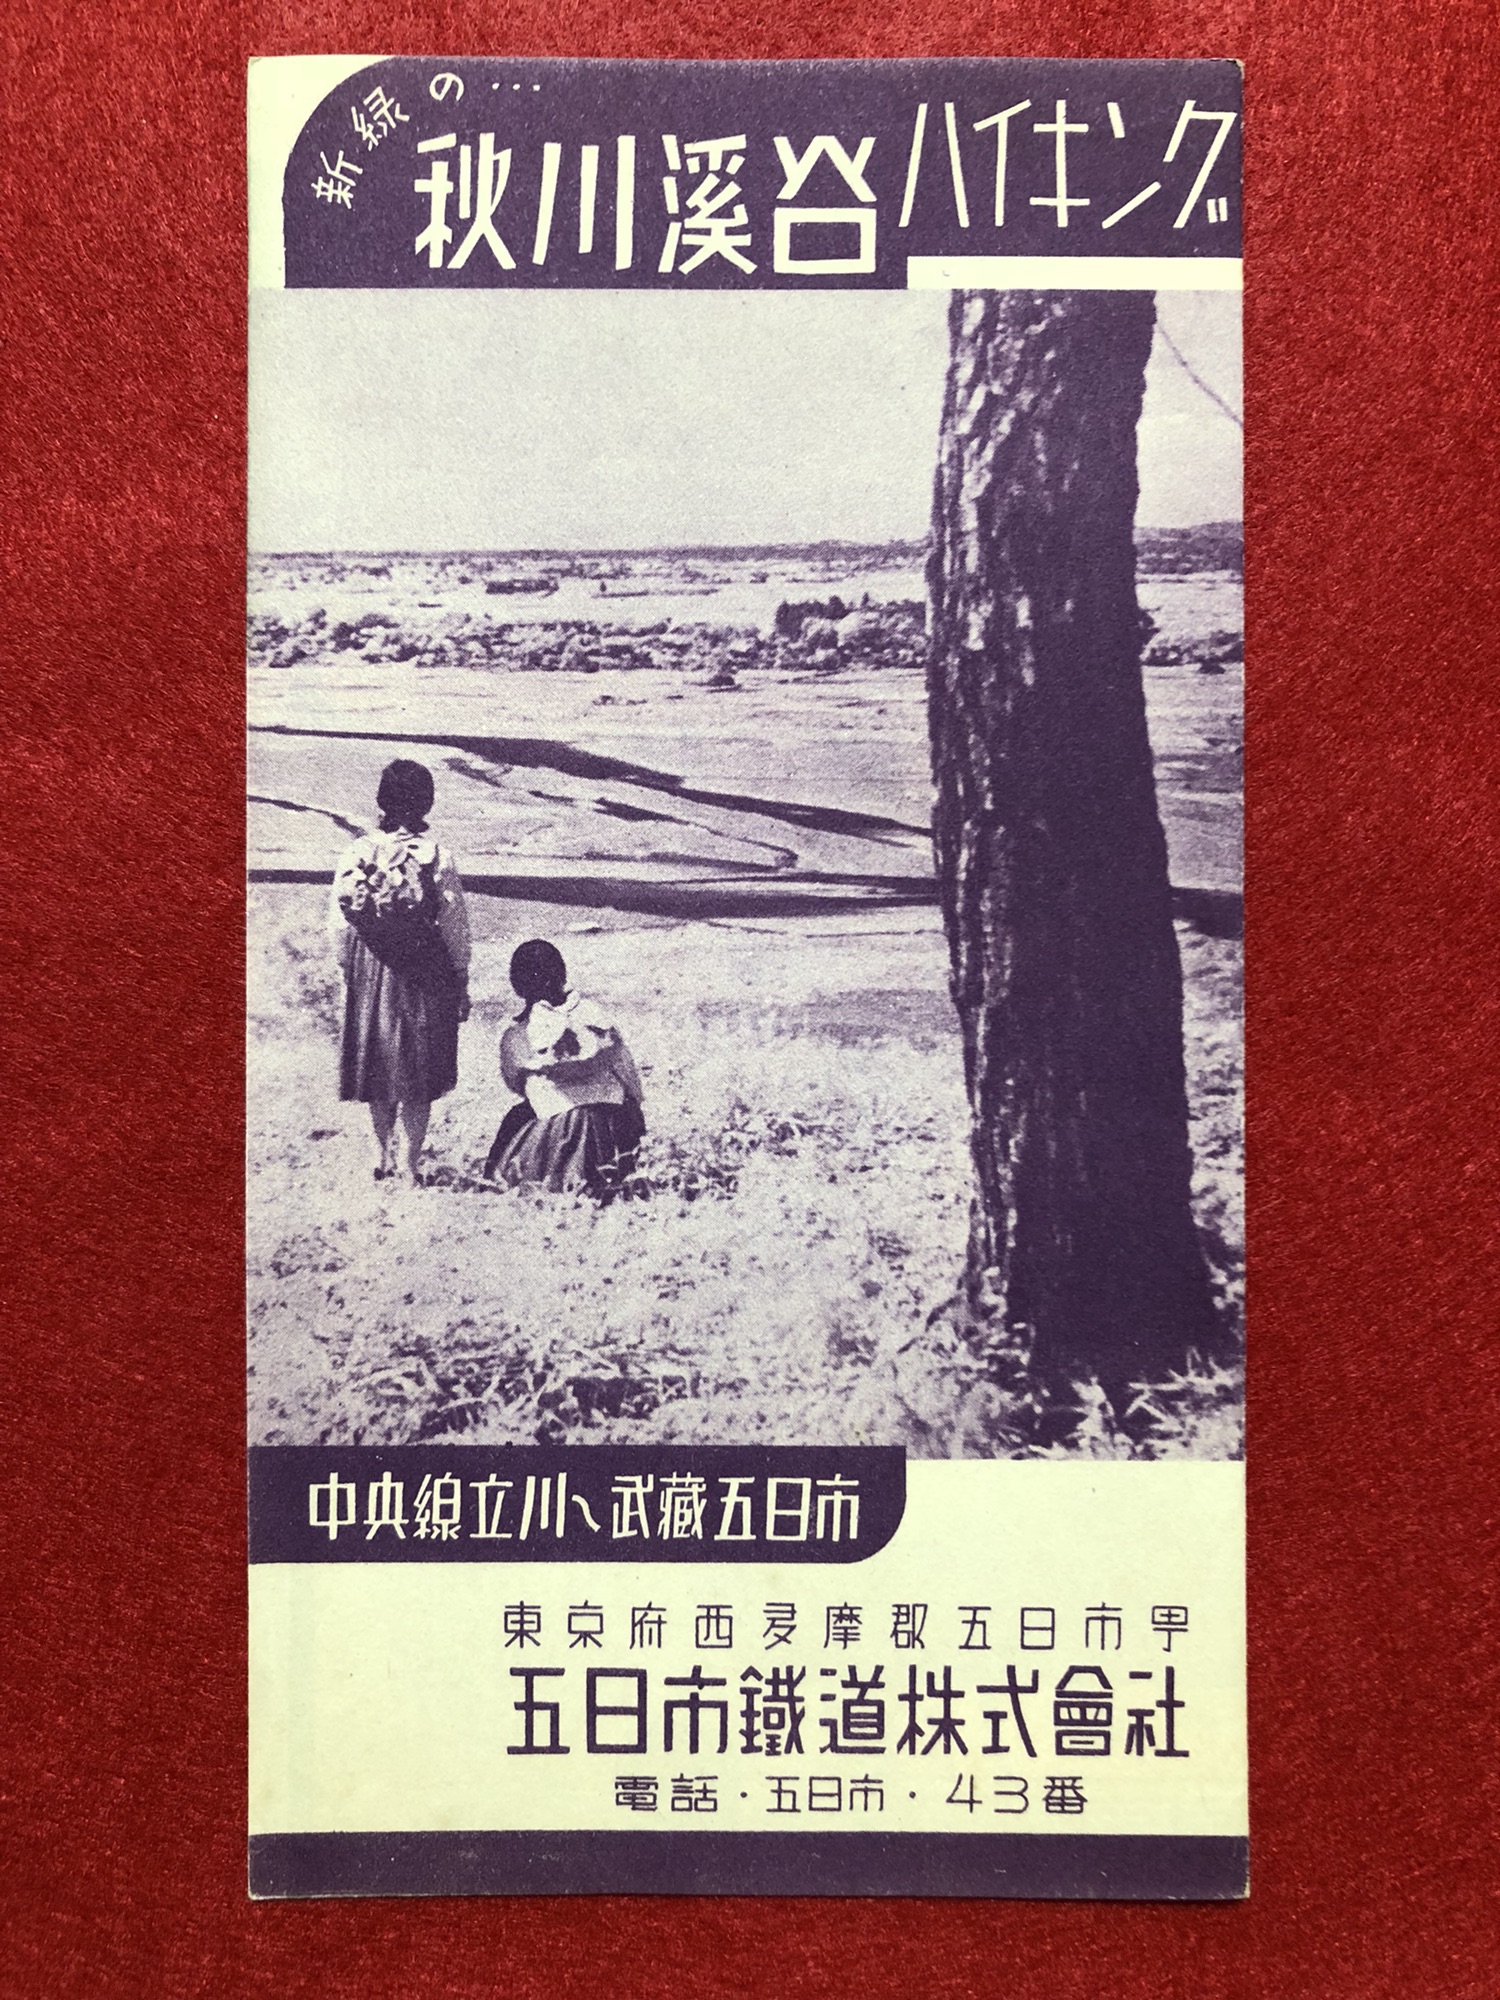 新緑の…
秋川溪谷ハイキング
中央線立川〜武藏五日市
東京府西多摩郡五日市町
五日市鐵道株式會社
電話・五日市・43番